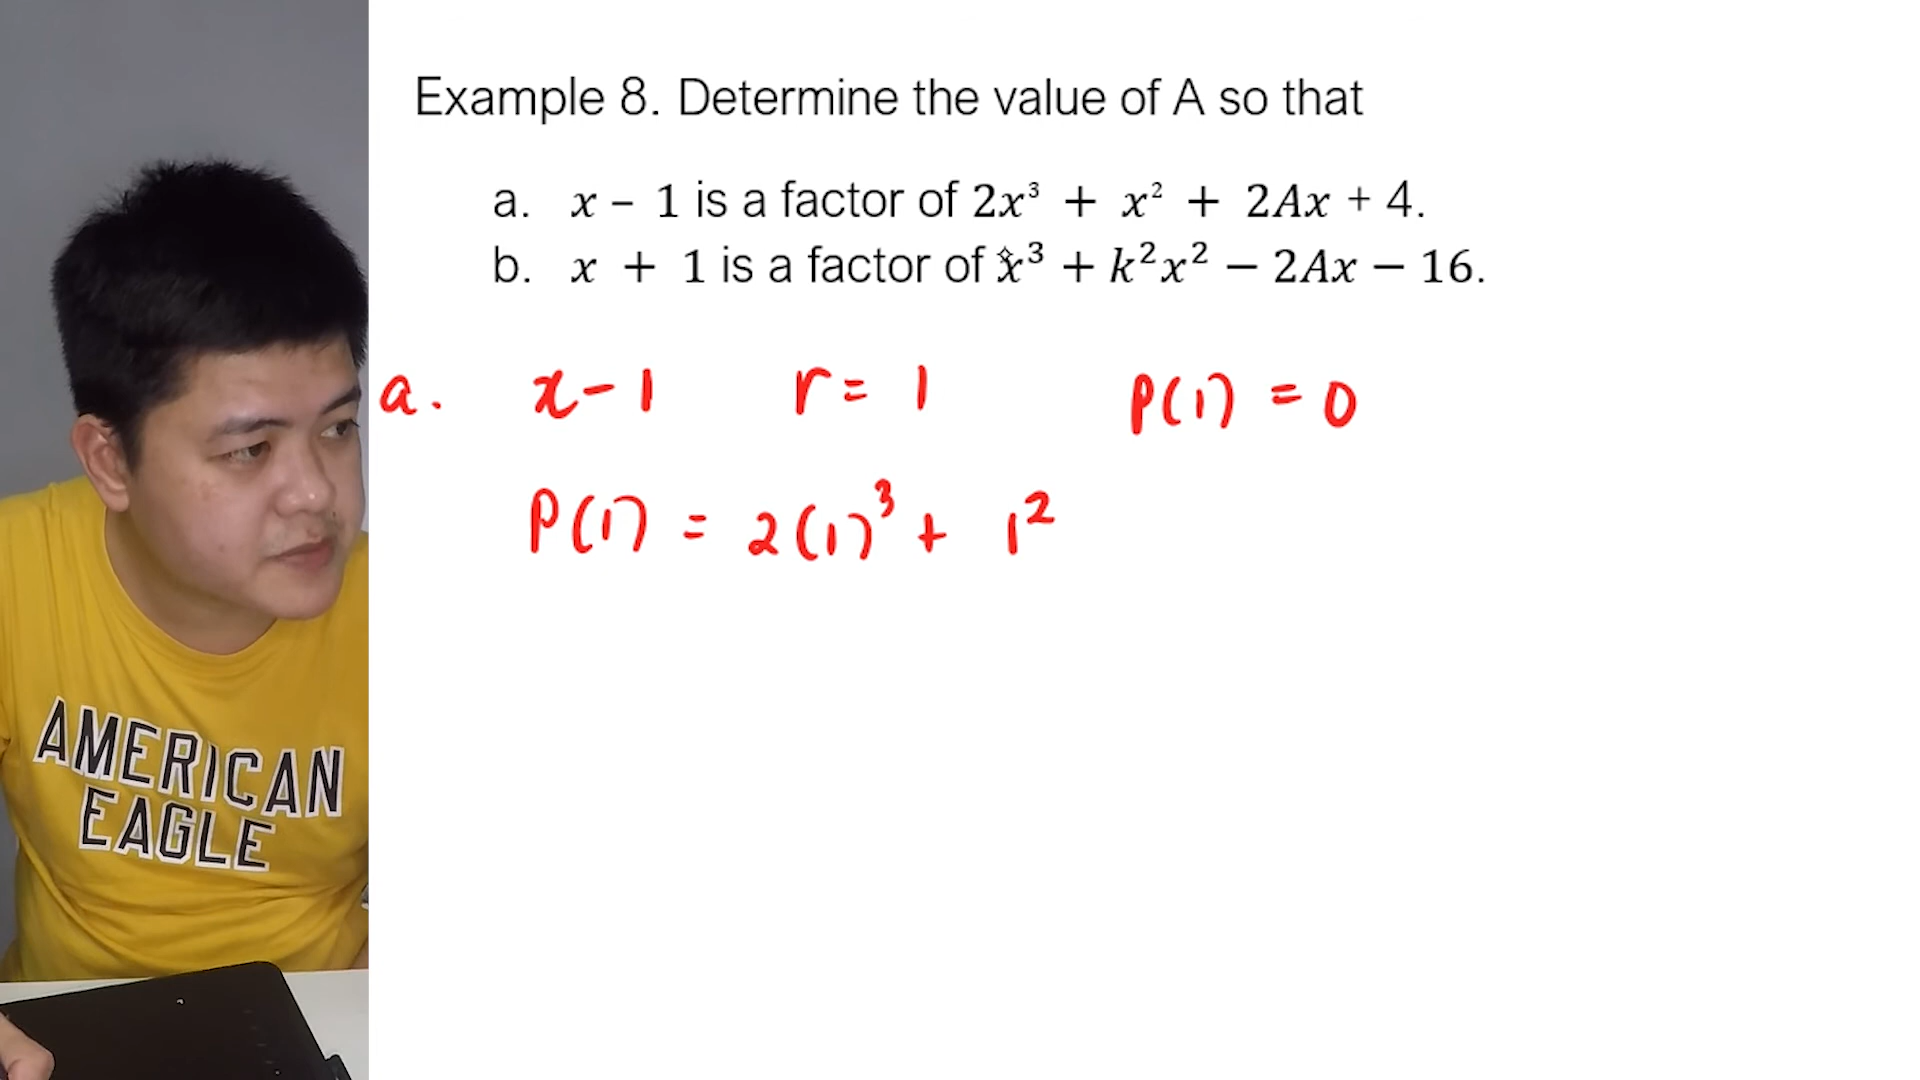 Example 8. Determine the value of A so that
a. x – 1 is a factor of 2x³ + x² + 2Ax + 4.
b. x + 1 is a factor of x³ + k²x² − 2Ax − 16.
a. x - 1 r = 1 P(1) = 0
P(1) = 2(1)³ + 1²
AMERICAN
EAGLE